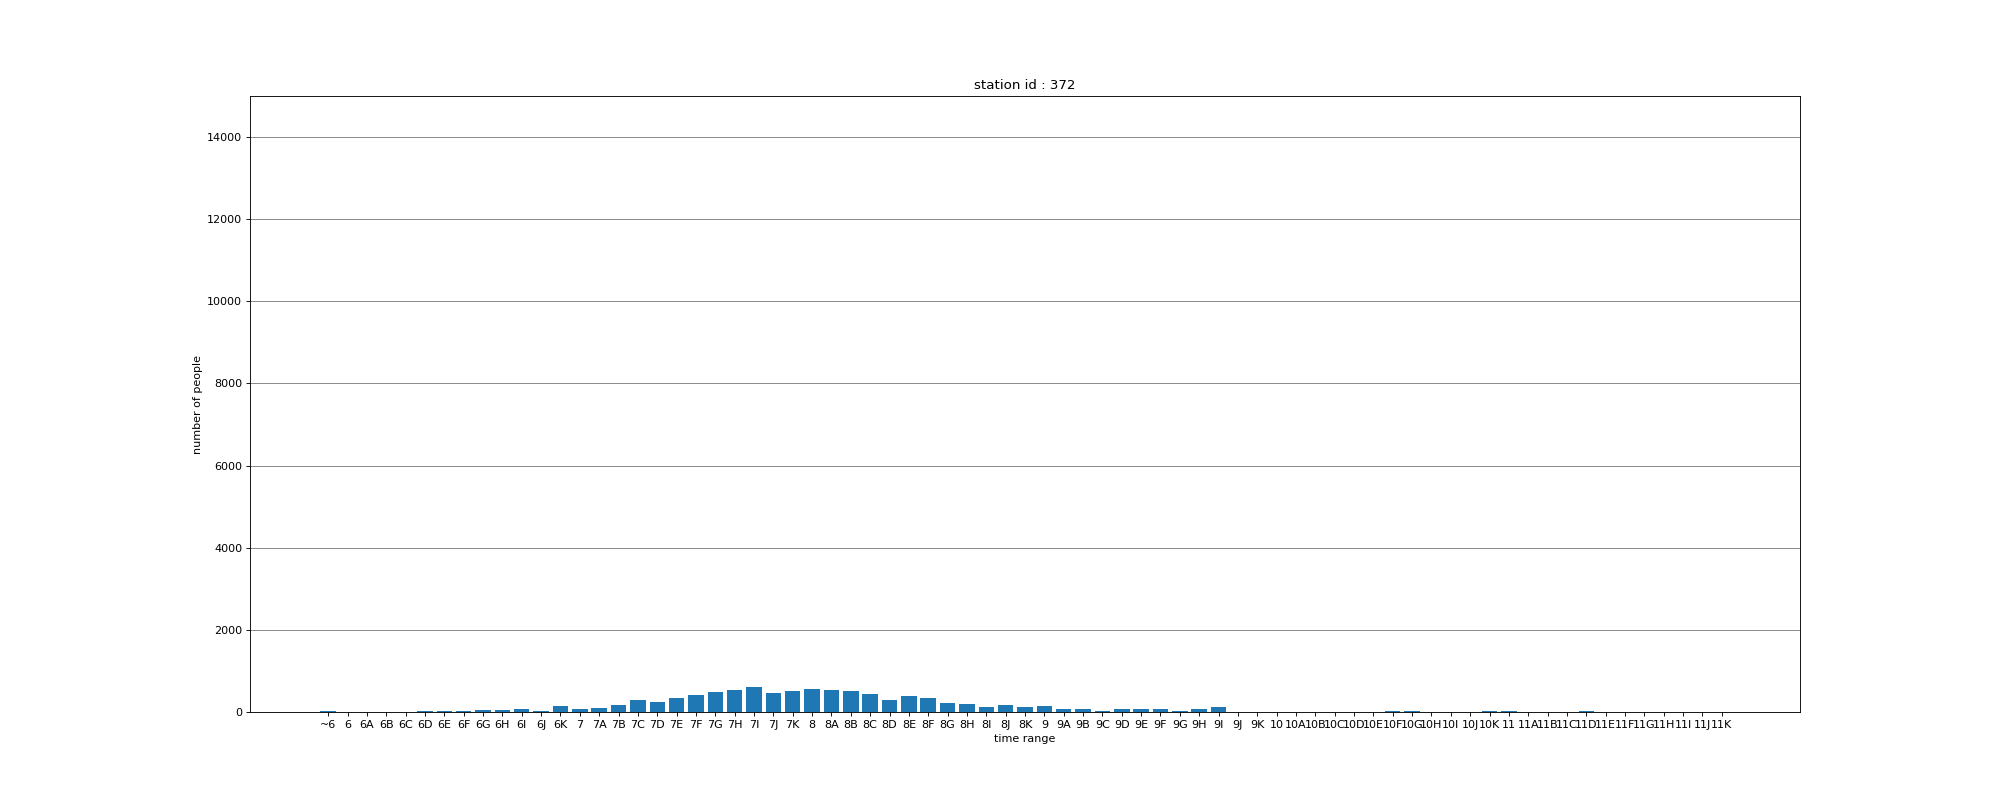 station id : 372
14000
12000
10000
8000
6000
4000
2000
0
number of people
~6 6 6A 6B 6C 6D 6E 6F 6G 6H 6I 6J 6K 7 7A 7B 7C 7D 7E 7F 7G 7H 7I 7J 7K 8 8A 8B 8C 8D 8E 8F 8G 8H 8I 8J 8K 9 9A 9B 9C 9D 9E 9F 9G 9H 9I 9J 9K 10 10A 10B 10C 10D 10E 10F 10G 10H 10I 10J 10K 11 11A 11B 11C 11D 11E 11F 11G 11H 11I 11J 11K
time range